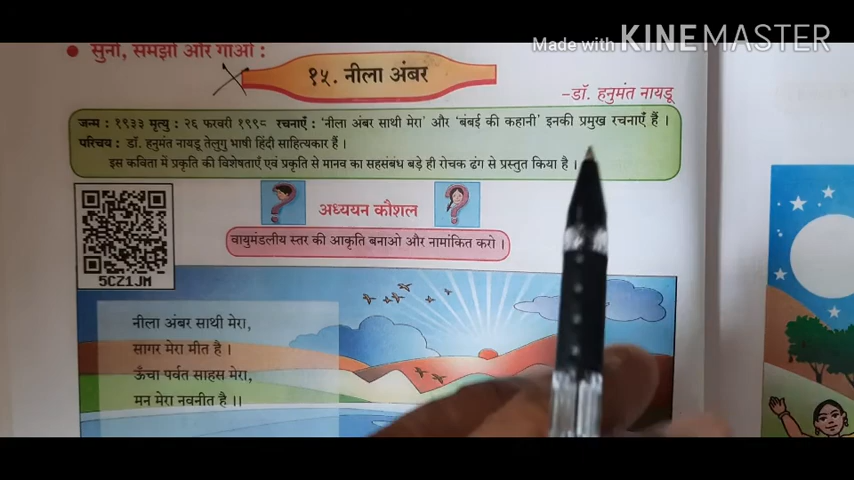 Made with KINEMASTER
सुनो, समझो और गाओ :
१५. नीला अंबर
-डॉ. हनुमंत नायडू
जन्म : १९३३ मृत्यु : २६ फरवरी १९९८ रचनाएँ : 'नीला अंबर साथी मेरा' और 'बंबई की कहानी' इनकी प्रमुख रचनाएँ हैं ।
परिचय : डॉ. हनुमंत नायडू तेलुगु भाषी हिंदी साहित्यकार हैं ।
इस कविता में प्रकृति की विशेषताएँ एवं प्रकृति से मानव का सहसंबंध बड़े ही रोचक ढंग से प्रस्तुत किया है ।
अध्ययन कौशल
वायुमंडलीय स्तर की आकृति बनाओ और नामांकित करो ।
5CZ1JM
नीला अंबर साथी मेरा,
सागर मेरा मीत है ।
ऊँचा पर्वत साहस मेरा,
मन मेरा नवनीत है ।।